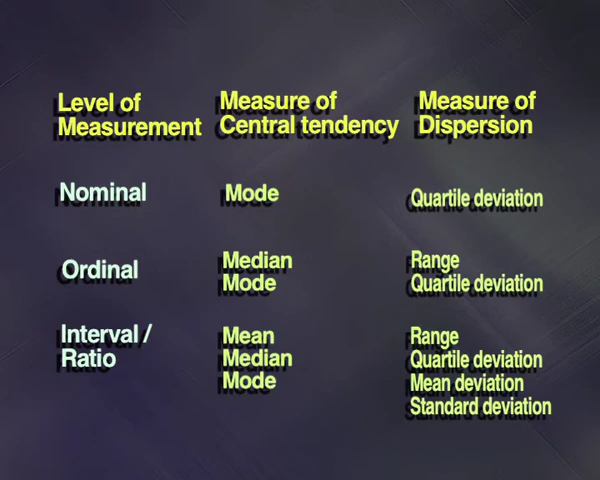 Level of Measurement
Measure of Central tendency
Measure of Dispersion
Nominal
Mode
Quartile deviation
Ordinal
Median
Mode
Range
Quartile deviation
Interval /
Ratio
Mean
Median
Mode
Range
Quartile deviation
Mean deviation
Standard deviation